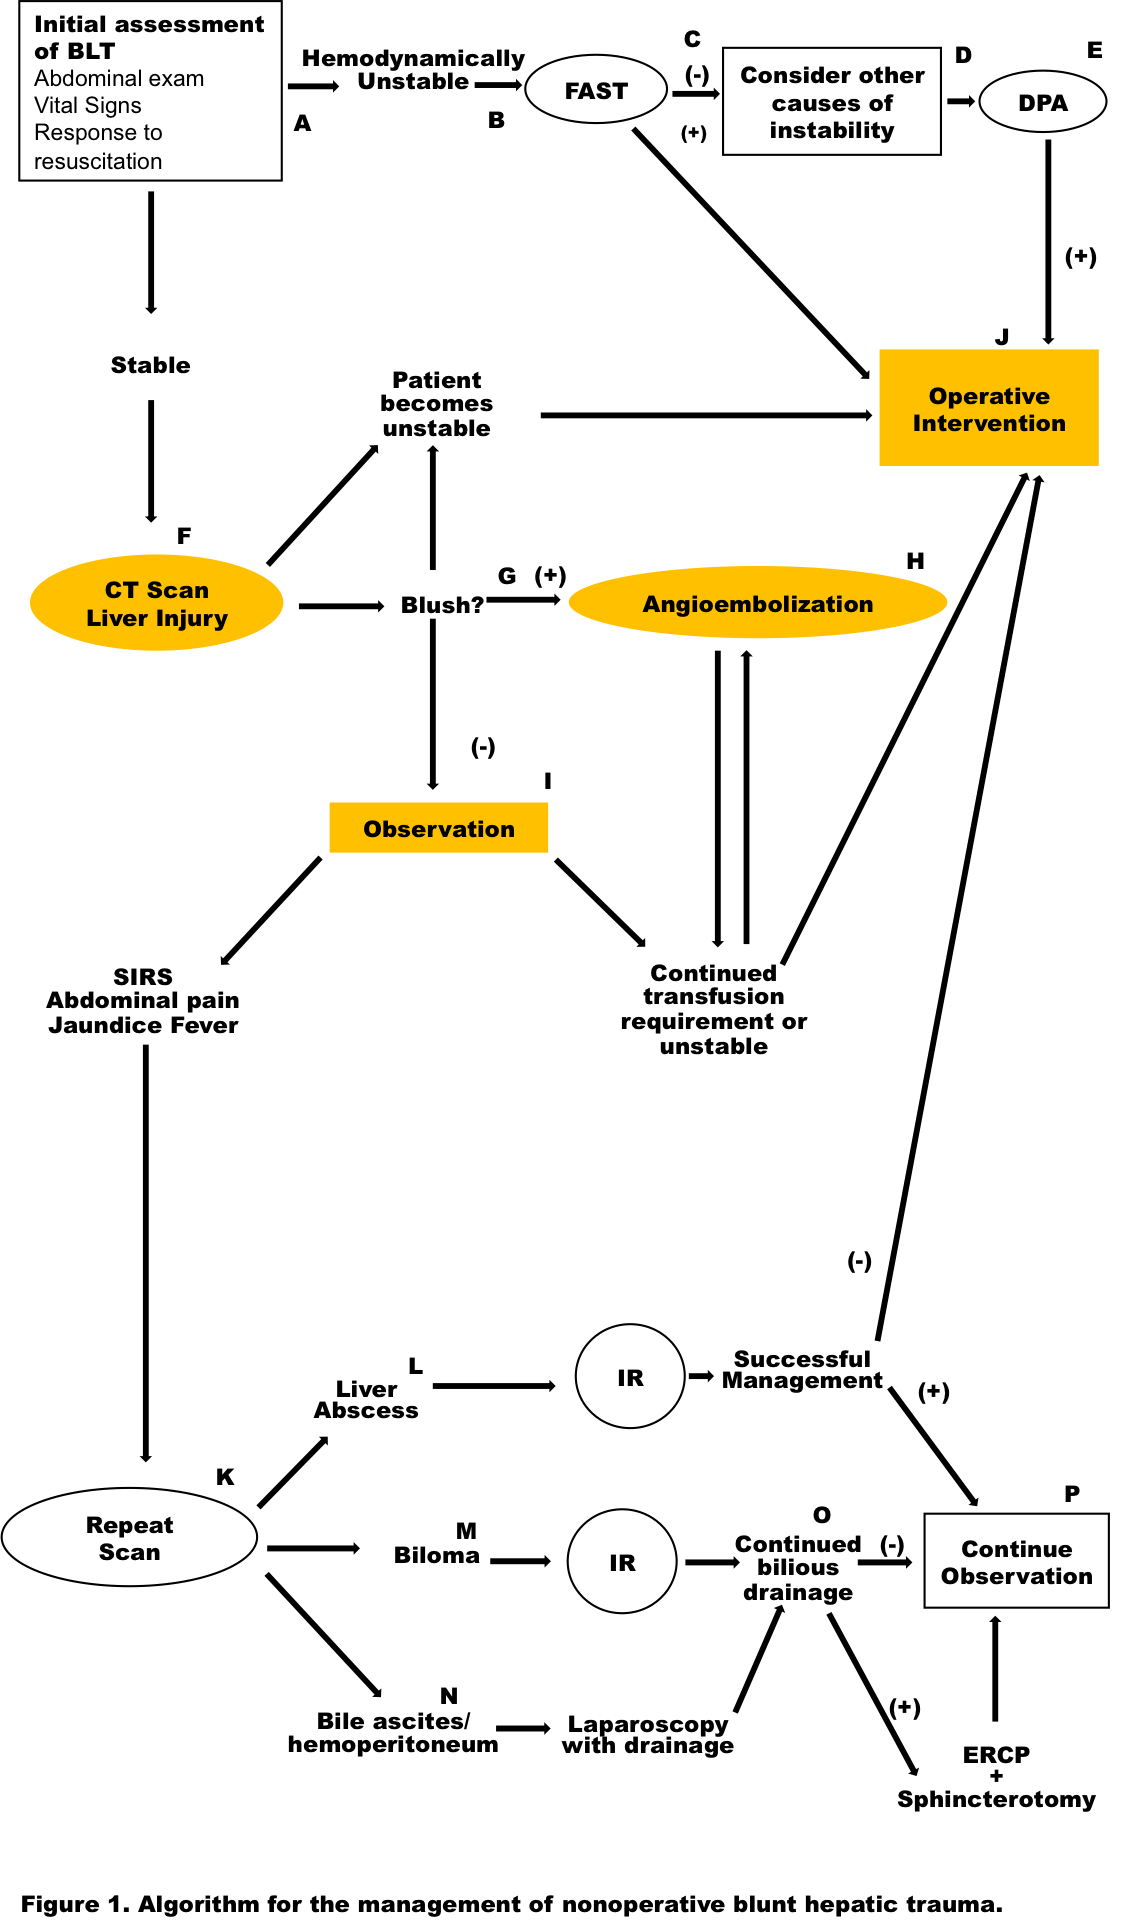 Initial assessment
of BLT
Abdominal exam
Vital Signs
Response to
resuscitation
A
Hemodynamically
Unstable
B
FAST
C
(-)
(+)
Consider other
causes of
instability
D
E
DPA
(+)
J
Operative
Intervention
Stable
Patient
becomes
unstable
F
CT Scan
Liver Injury
Blush?
G (+)
H
Angioembolization
(-)
I
Observation
SIRS
Abdominal pain
Jaundice Fever
Continued
transfusion
requirement or
unstable
(-)
K
Repeat
Scan
L
Liver
Abscess
IR
Successful
Management
(+)
M
Biloma
IR
O
Continued
bilious
drainage
(-)
P
Continue
Observation
N
Bile ascites/
hemoperitoneum
Laparoscopy
with drainage
(+)
ERCP
+
Sphincterotomy
Figure 1. Algorithm for the management of nonoperative blunt hepatic trauma.